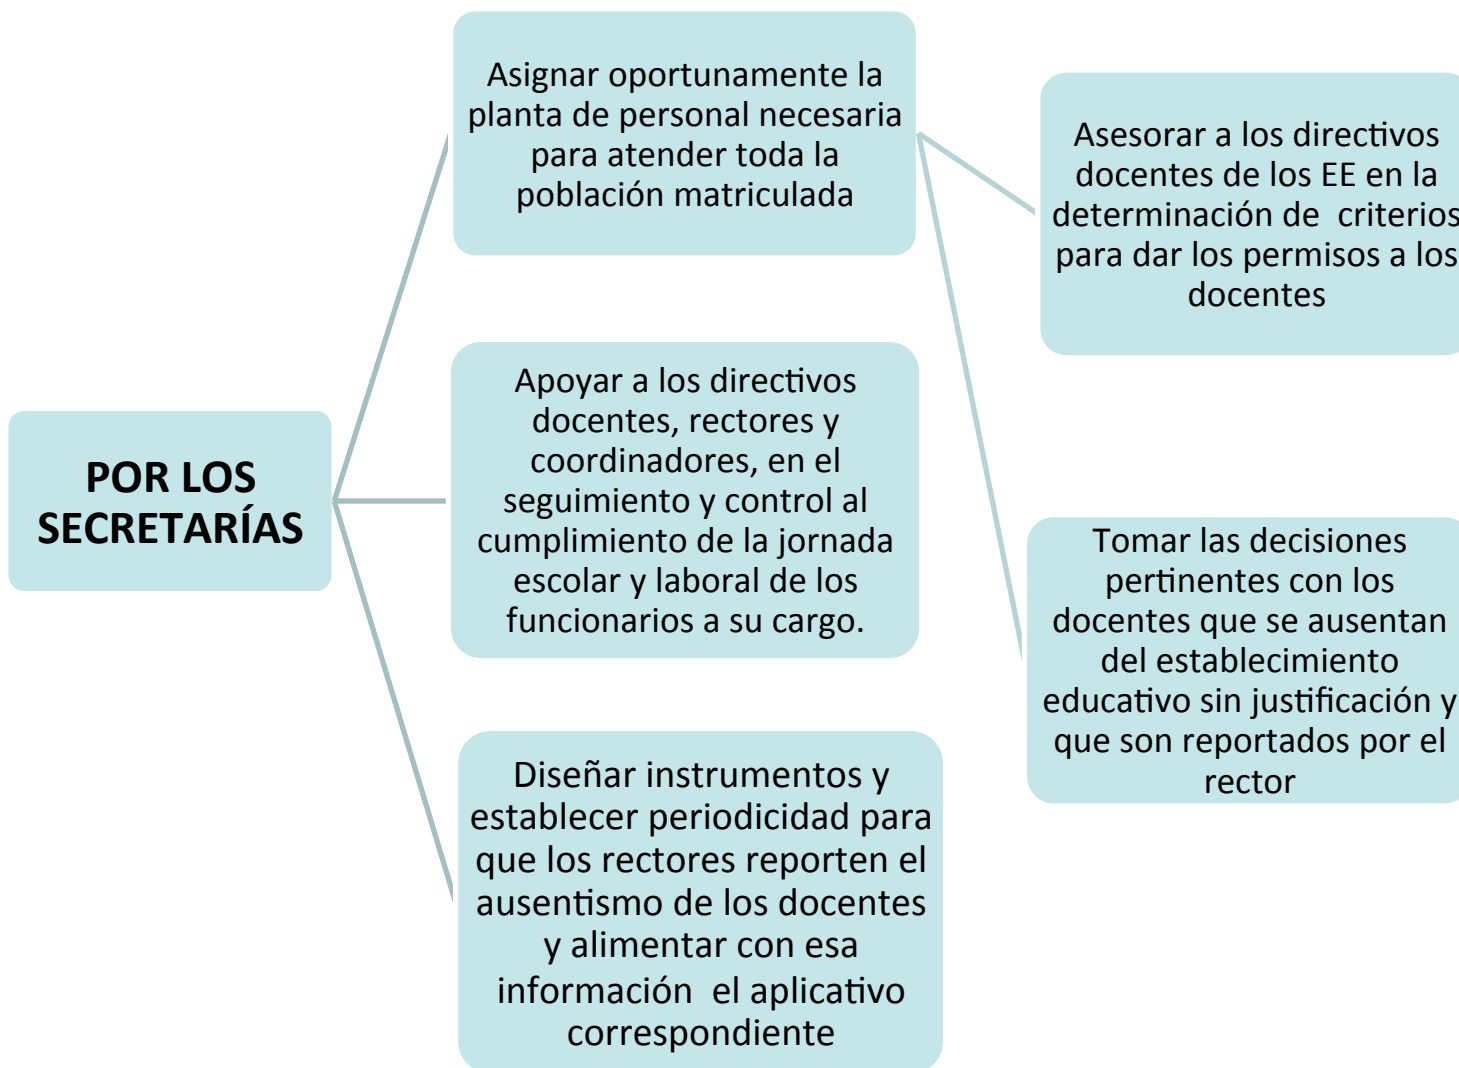 POR LOS
SECRETARÍAS
Asignar oportunamente la
planta de personal necesaria
para atender toda la
población matriculada
Apoyar a los directivos
docentes, rectores y
coordinadores, en el
seguimiento y control al
cumplimiento de la jornada
escolar y laboral de los
funcionarios a su cargo.
Diseñar instrumentos y
establecer periodicidad para
que los rectores reporten el
ausentismo de los docentes
y alimentar con esa
información  el aplicativo
correspondiente
Asesorar a los directivos
docentes de los EE en la
determinación de  criterios
para dar los permisos a los
docentes
Tomar las decisiones
pertinentes con los
docentes que se ausentan
del establecimiento
educativo sin justificación y
que son reportados por el
rector